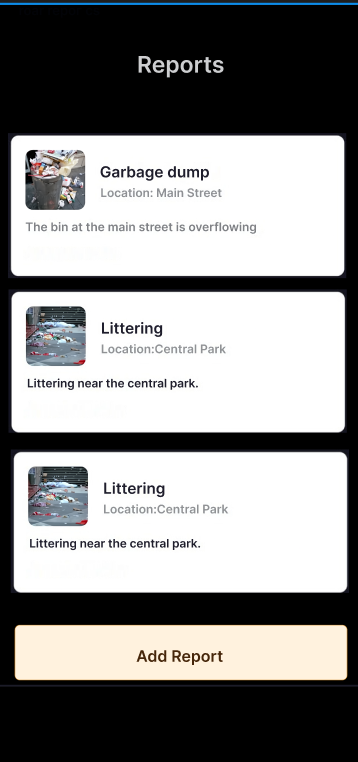 Reports
Garbage dump
Location: Main Street
The bin at the main street is overflowing
Littering
Location:Central Park
Littering near the central park.
Littering
Location:Central Park
Littering near the central park.
Add Report